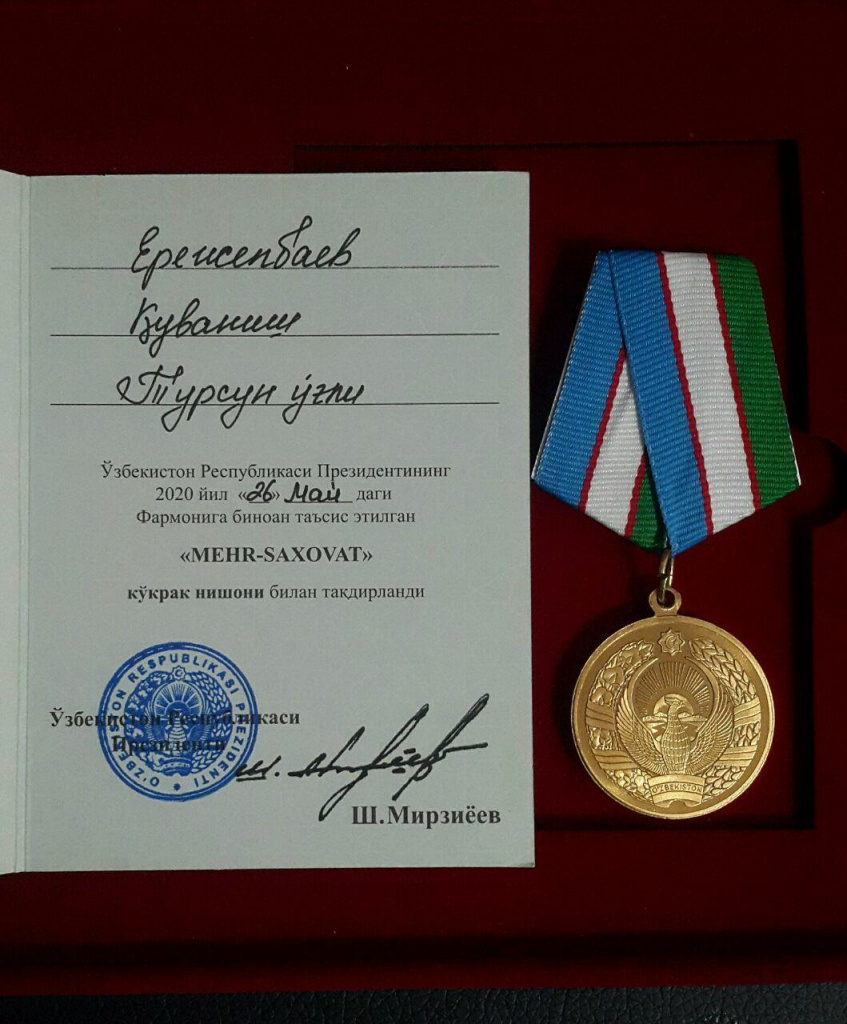 Ережепбаев
Қуваниш
Турсун ўғли
Ўзбекистон Республикаси Президентининг
2020 йил «26» Май даги
Фармонига биноан таъсис этилган
«MEHR-SAXOVAT»
кўкрак нишони билан тақдирланди
Ўзбекистон Республикаси
Президенти
O'ZBEKISTON RESPUBLIKASI PREZIDENTI
Ш.Мирзиёев
O'ZBEKISTON